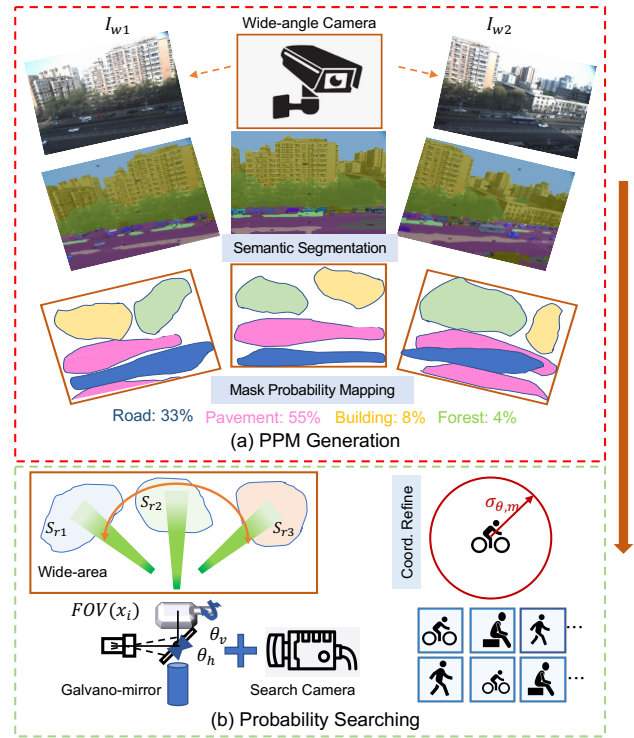 I_{w1}
Wide-angle Camera
I_{w2}
Semantic Segmentation
Mask Probability Mapping
Road: 33% Pavement: 55% Building: 8% Forest: 4%
(a) PPM Generation
S_{r1}
S_{r2}
S_{r3}
Wide-area
Coord. Refine
σ_{θ,m}
FOV(x_i)
θ_v
θ_h
Galvano-mirror
Search Camera
...
...
(b) Probability Searching